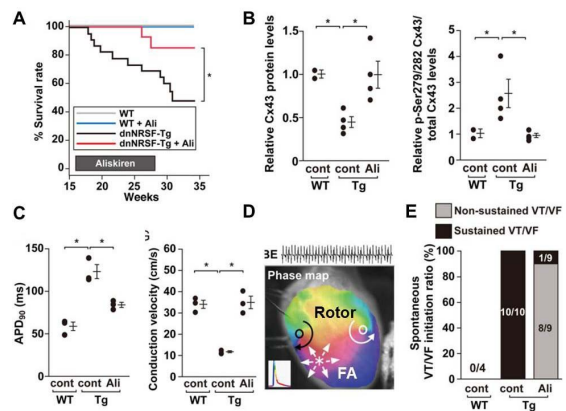 A
% Survival rate
100
80
60
40
20
0
WT
WT + Ali
dnNRSF-Tg
dnNRSF-Tg + Ali
*
Aliskiren
15 20 25 30 35
Weeks
B
Relative Cx43 protein levels
1.5
1.0
0.5
0
* *
cont cont Ali
WT Tg
Relative p-Ser279/282 Cx43/
total Cx43 levels
6
5
4
3
2
1
0
* *
cont cont Ali
WT Tg
C
APD90 (ms)
150
100
50
0
* *
cont cont Ali
WT Tg
Conduction velocity (cm/s)
60
50
40
30
20
10
0
* *
cont cont Ali
WT Tg
D
3E
Phase map
Rotor
FA
E
Non-sustained VT/VF
Sustained VT/VF
Spontaneous
VT/VF initiation ratio (%)
100
80
60
40
20
0
0/4
10/10
1/9
8/9
cont cont Ali
WT Tg